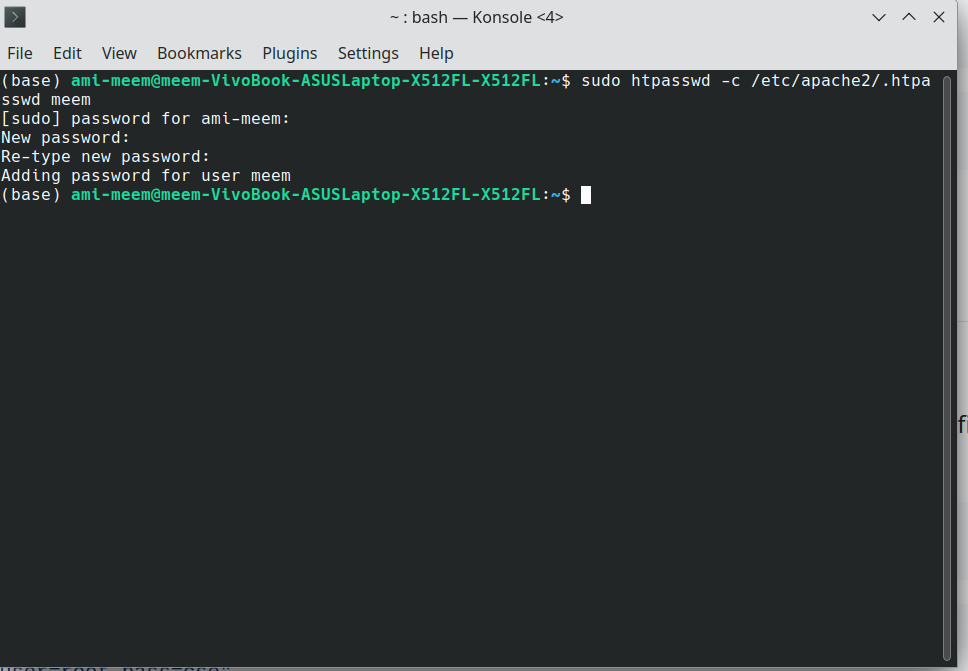 ~ : bash — Konsole <4>
File Edit View Bookmarks Plugins Settings Help
(base) ami-meem@meem-VivoBook-ASUSLaptop-X512FL-X512FL:~$ sudo htpasswd -c /etc/apache2/.htpa
sswd meem
[sudo] password for ami-meem:
New password:
Re-type new password:
Adding password for user meem
(base) ami-meem@meem-VivoBook-ASUSLaptop-X512FL-X512FL:~$